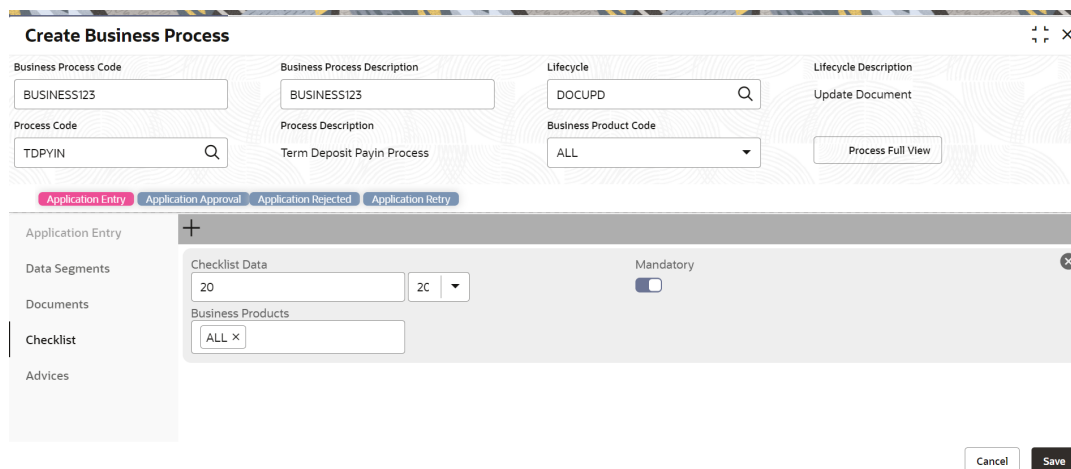 Create Business Process
Business Process Code Business Process Description Lifecycle Lifecycle Description
BUSINESS123 BUSINESS123 DOCUPD Update Document
Process Code Process Description Business Product Code
TDPYIN Term Deposit Payin Process ALL Process Full View
Application Entry Application Approval Application Rejected Application Retry
Application Entry
Data Segments
Documents
Checklist
Advices
Checklist Data Mandatory
20 20
Business Products
ALL ×
Cancel Save